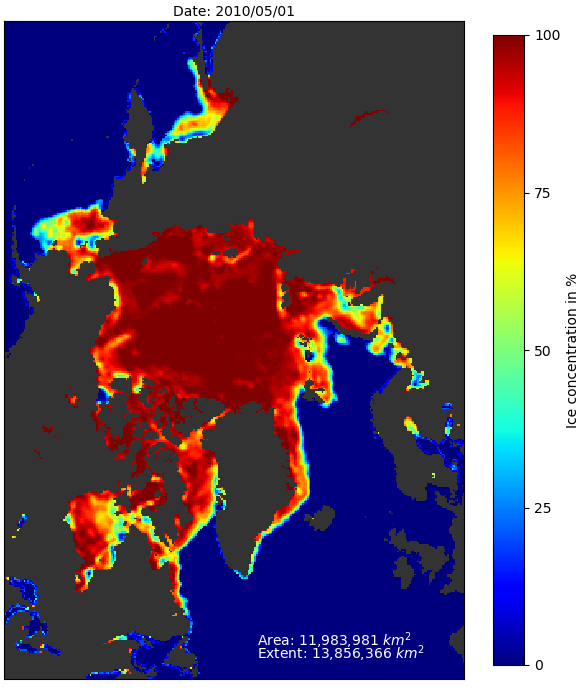 Date: 2010/05/01
100
75
50
25
0
Ice concentration in %
Area: 11,983,981 km²
Extent: 13,856,366 km²